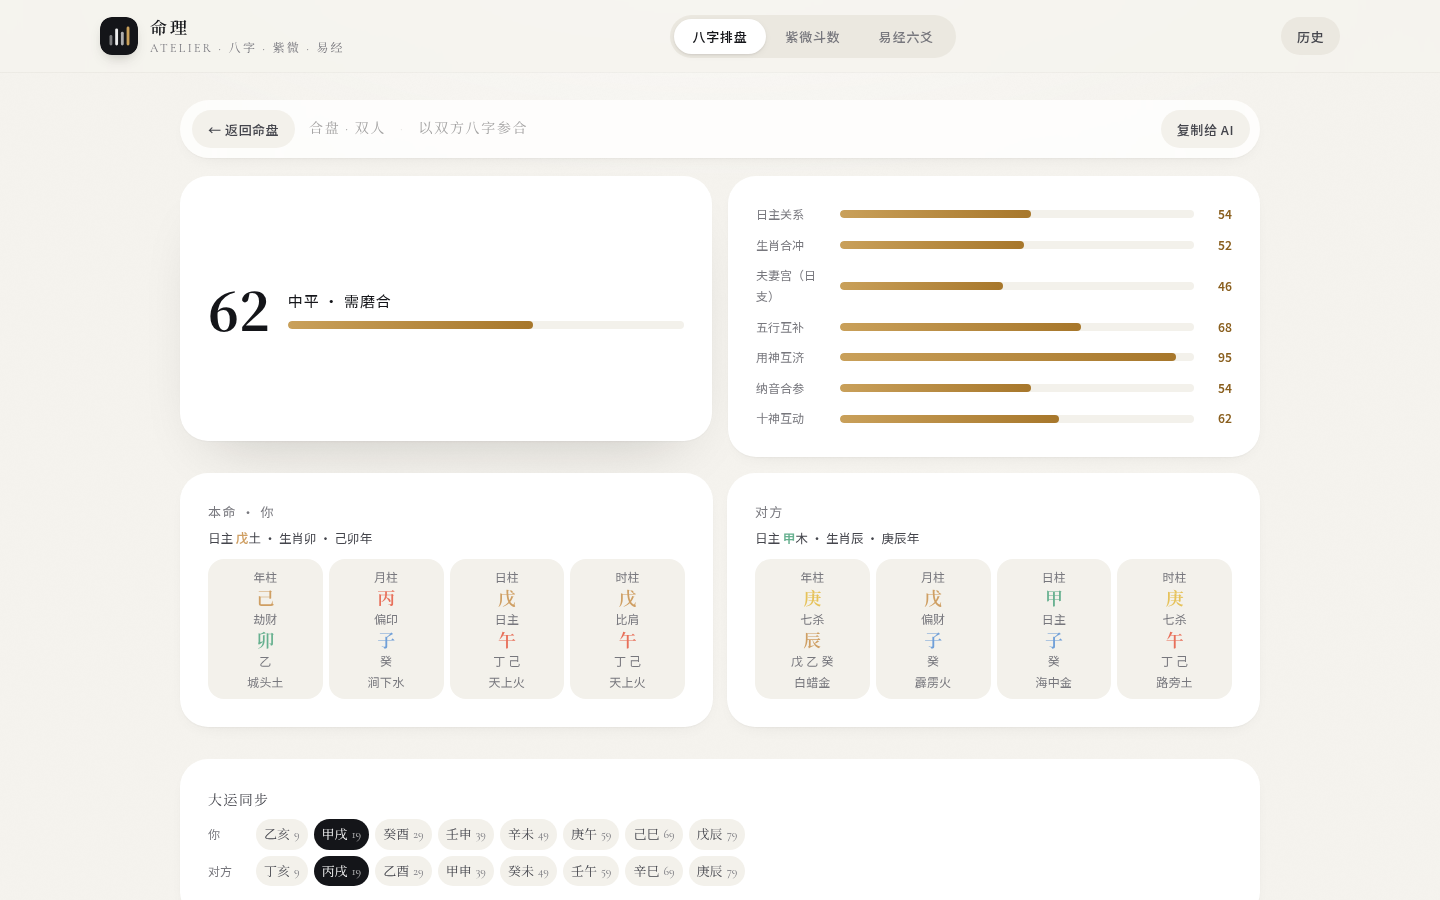 命理
ATELIER · 八字 · 紫微 · 易经
八字排盘 紫微斗数 易经六爻
历史
← 返回命盘 合盘 · 双人 · 以双方八字参合
复制给 AI
62 中平 · 需磨合
日主关系 54
生肖合冲 52
夫妻宫（日
支） 46
五行互补 68
用神互济 95
纳音合参 54
十神互动 62
本命 · 你
日主 戊土 · 生肖卯 · 己卯年
年柱 月柱 日柱 时柱
己 丙 戊 戊
劫财 偏印 日主 比肩
卯 子 午 午
乙 癸 丁 己 丁 己
城头土 涧下水 天上火 天上火
对方
日主 甲木 · 生肖辰 · 庚辰年
年柱 月柱 日柱 时柱
庚 戊 甲 庚
七杀 偏财 日主 七杀
辰 子 子 午
戊 乙 癸 癸 癸 丁 己
白蜡金 霹雳火 海中金 路旁土
大运同步
你 乙亥 9 甲戌 19 癸酉 29 壬申 39 辛未 49 庚午 59 己巳 69 戊辰 79
对方 丁亥 9 丙戌 19 乙酉 29 甲申 39 癸未 49 壬午 59 辛巳 69 庚辰 79